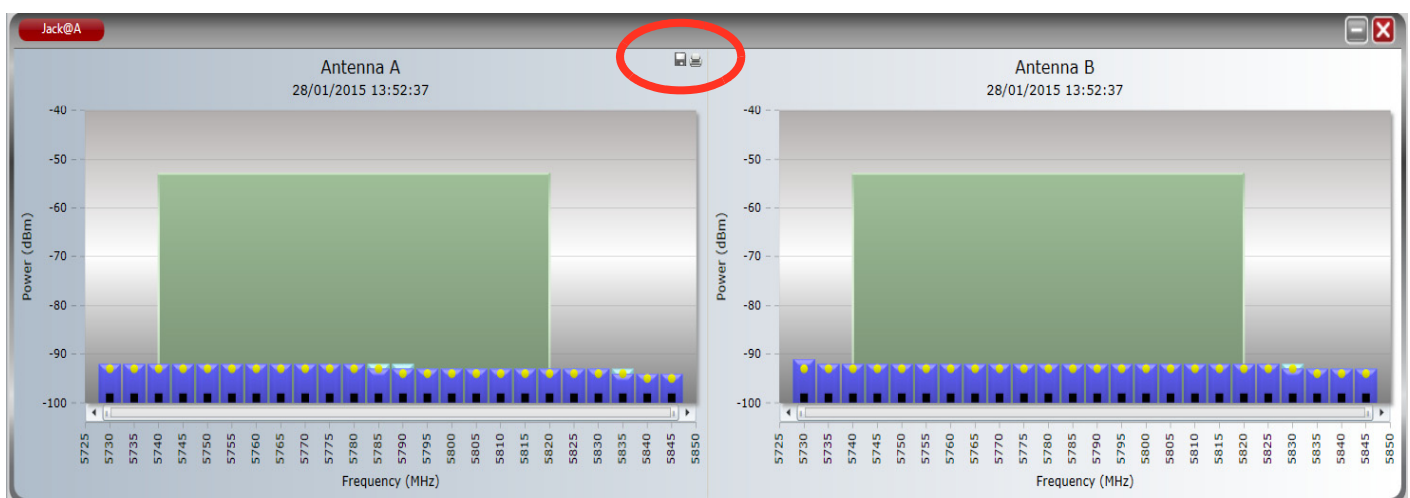 Jack@A
Antenna A
28/01/2015 13:52:37
Power (dBm)
-40
-50
-60
-70
-80
-90
-100
5725 5730 5735 5740 5745 5750 5755 5760 5765 5770 5775 5780 5785 5790 5795 5800 5805 5810 5815 5820 5825 5830 5835 5840 5845 5850
Frequency (MHz)
Antenna B
28/01/2015 13:52:37
Power (dBm)
-40
-50
-60
-70
-80
-90
-100
5725 5730 5735 5740 5745 5750 5755 5760 5765 5770 5775 5780 5785 5790 5795 5800 5805 5810 5815 5820 5825 5830 5835 5840 5845 5850
Frequency (MHz)